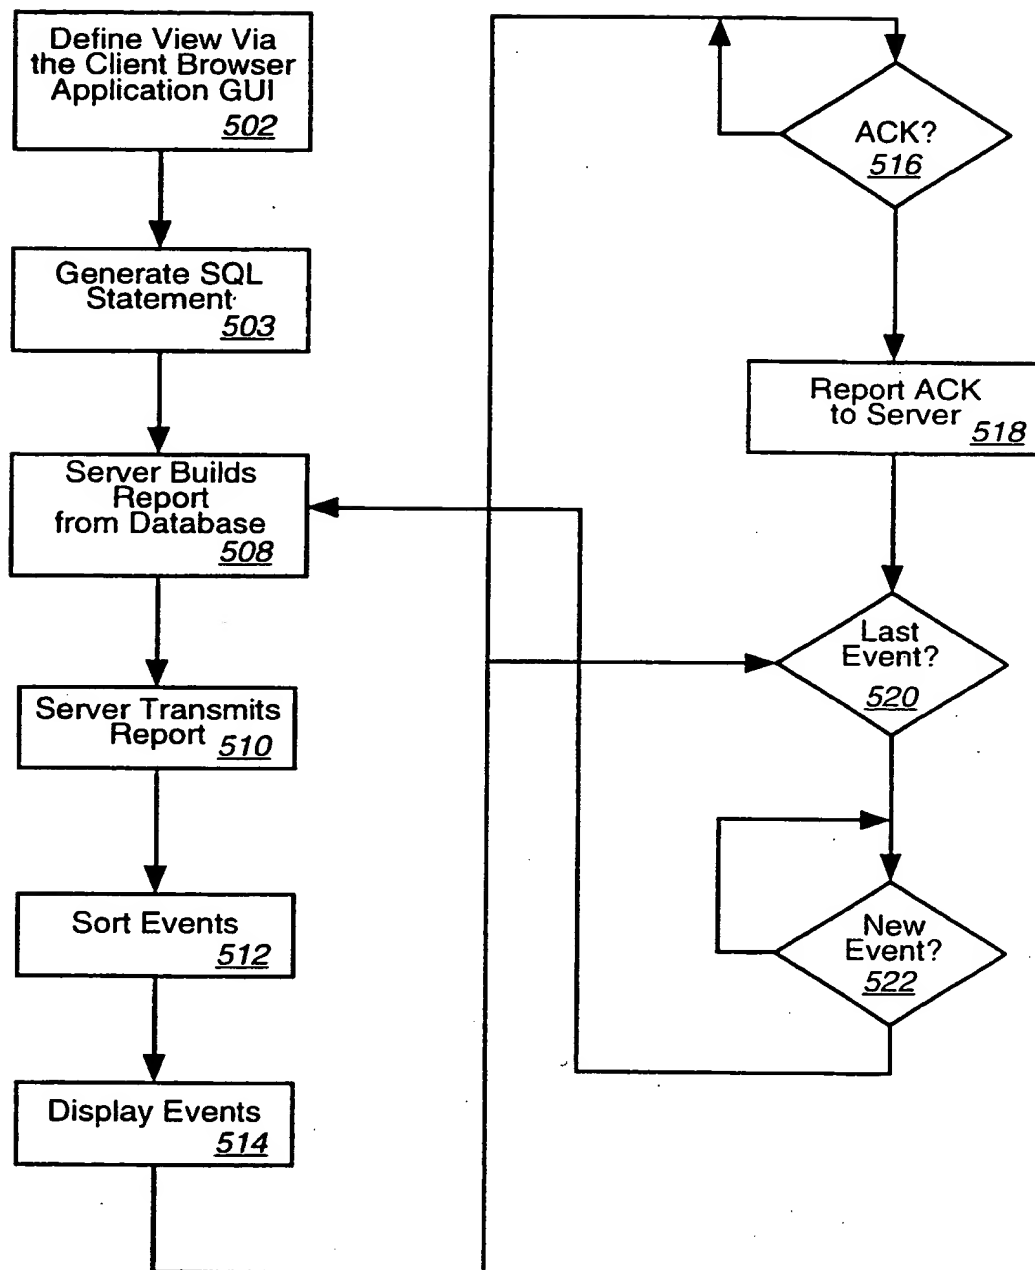 Define View Via
the Client Browser
Application GUI
502
Generate SQL
Statement
503
Server Builds
Report
from Database
508
Server Transmits
Report 510
Sort Events
512
Display Events
514
ACK?
516
Report ACK
to Server 518
Last
Event?
520
New
Event?
522